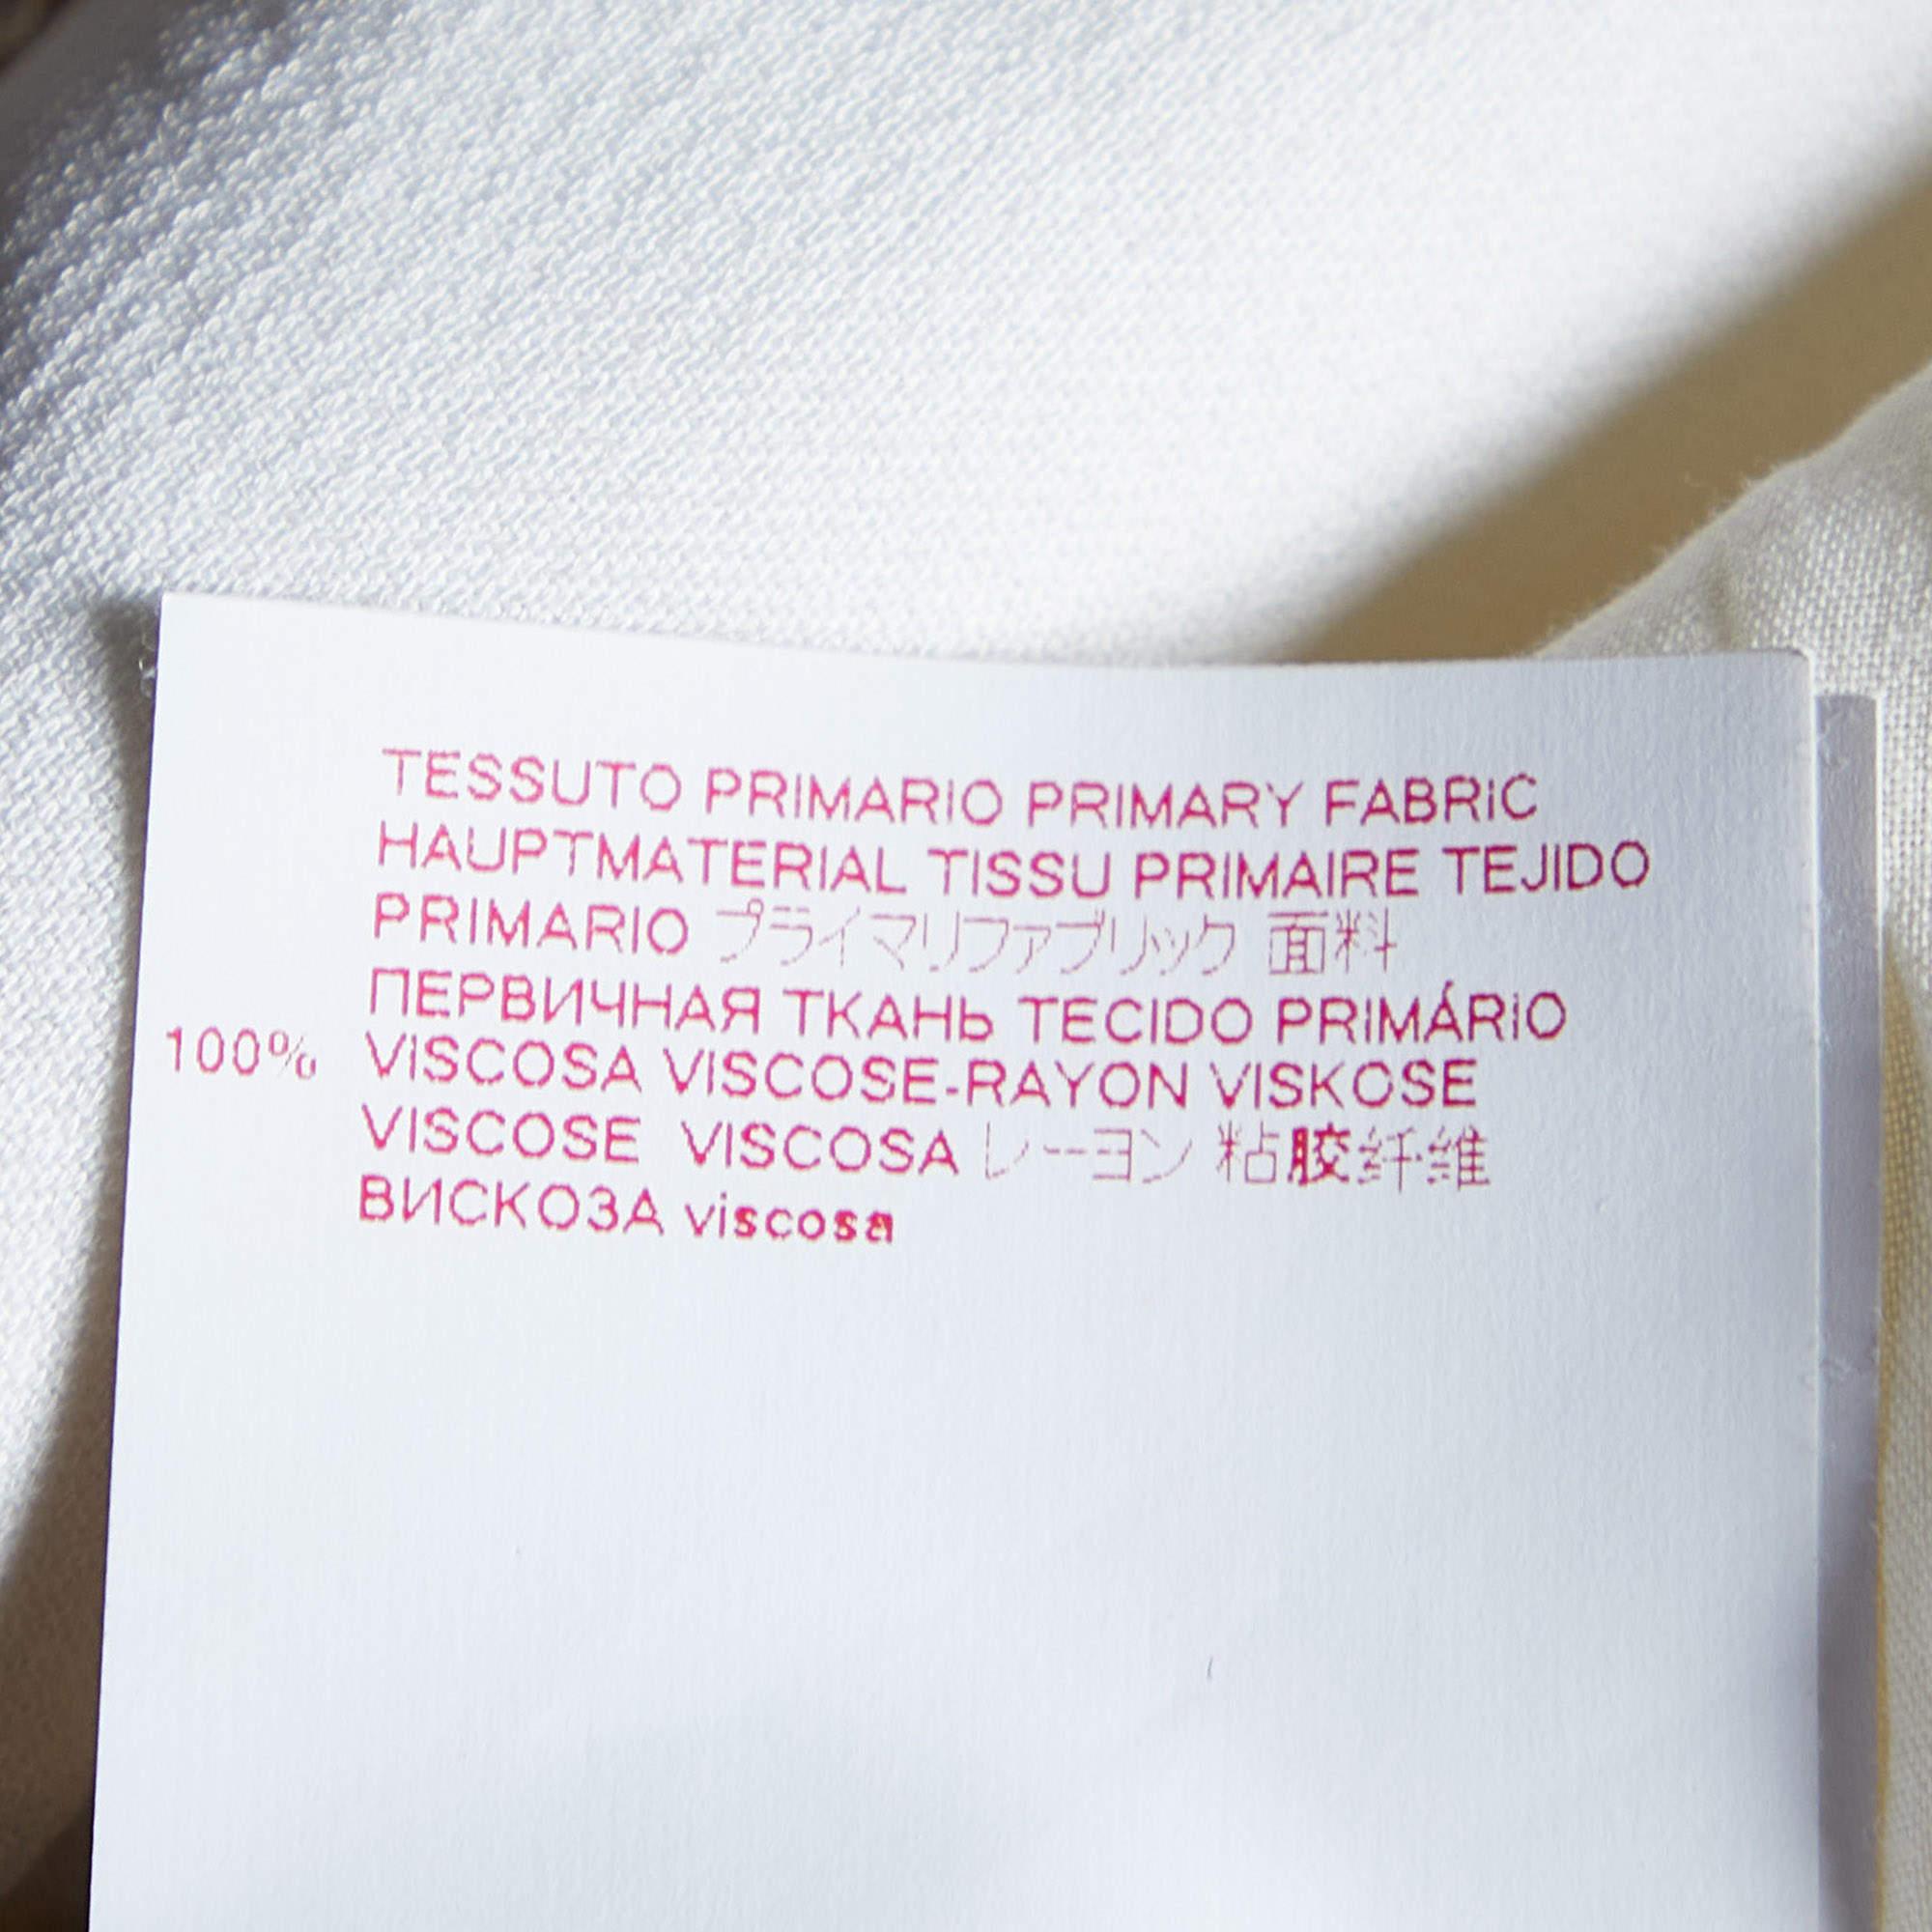 TESSUTO PRIMARIO PRIMARY FABRIC
HAUPTMATERIAL TISSU PRIMAIRE TEJIDO
PRIMARIO プライマリファブリック 面料
ПЕРВИЧНАЯ ТКАНЬ TECIDO PRIMÁRIO
100% VISCOSA VISCOSE-RAYON VISKOSE
VISCOSE VISCOSA レーヨン 粘胶纤维
ВИСКОЗА viscosa